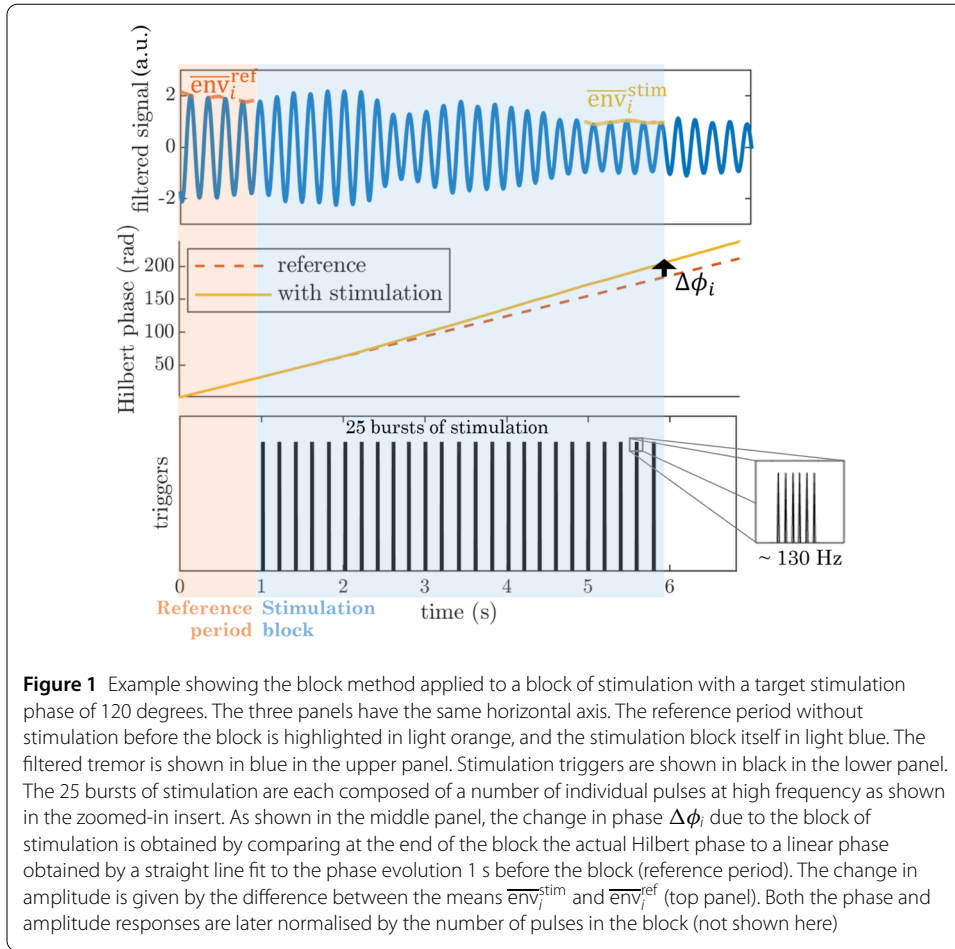 filtered signal (a.u.)
2
0
-2
env_i^ref
env_i^stim
Hilbert phase (rad)
200
150
100
50
reference
with stimulation
Δϕ_i
triggers
25 bursts of stimulation
~ 130 Hz
0 1 2 3 4 5 6
time (s)
Reference period
Stimulation block
Figure 1 Example showing the block method applied to a block of stimulation with a target stimulation
phase of 120 degrees. The three panels have the same horizontal axis. The reference period without
stimulation before the block is highlighted in light orange, and the stimulation block itself in light blue. The
filtered tremor is shown in blue in the upper panel. Stimulation triggers are shown in black in the lower panel.
The 25 bursts of stimulation are each composed of a number of individual pulses at high frequency as shown
in the zoomed-in insert. As shown in the middle panel, the change in phase Δϕ_i due to the block of
stimulation is obtained by comparing at the end of the block the actual Hilbert phase to a linear phase
obtained by a straight line fit to the phase evolution 1 s before the block (reference period). The change in
amplitude is given by the difference between the means env_i^stim and env_i^ref (top panel). Both the phase and
amplitude responses are later normalised by the number of pulses in the block (not shown here)